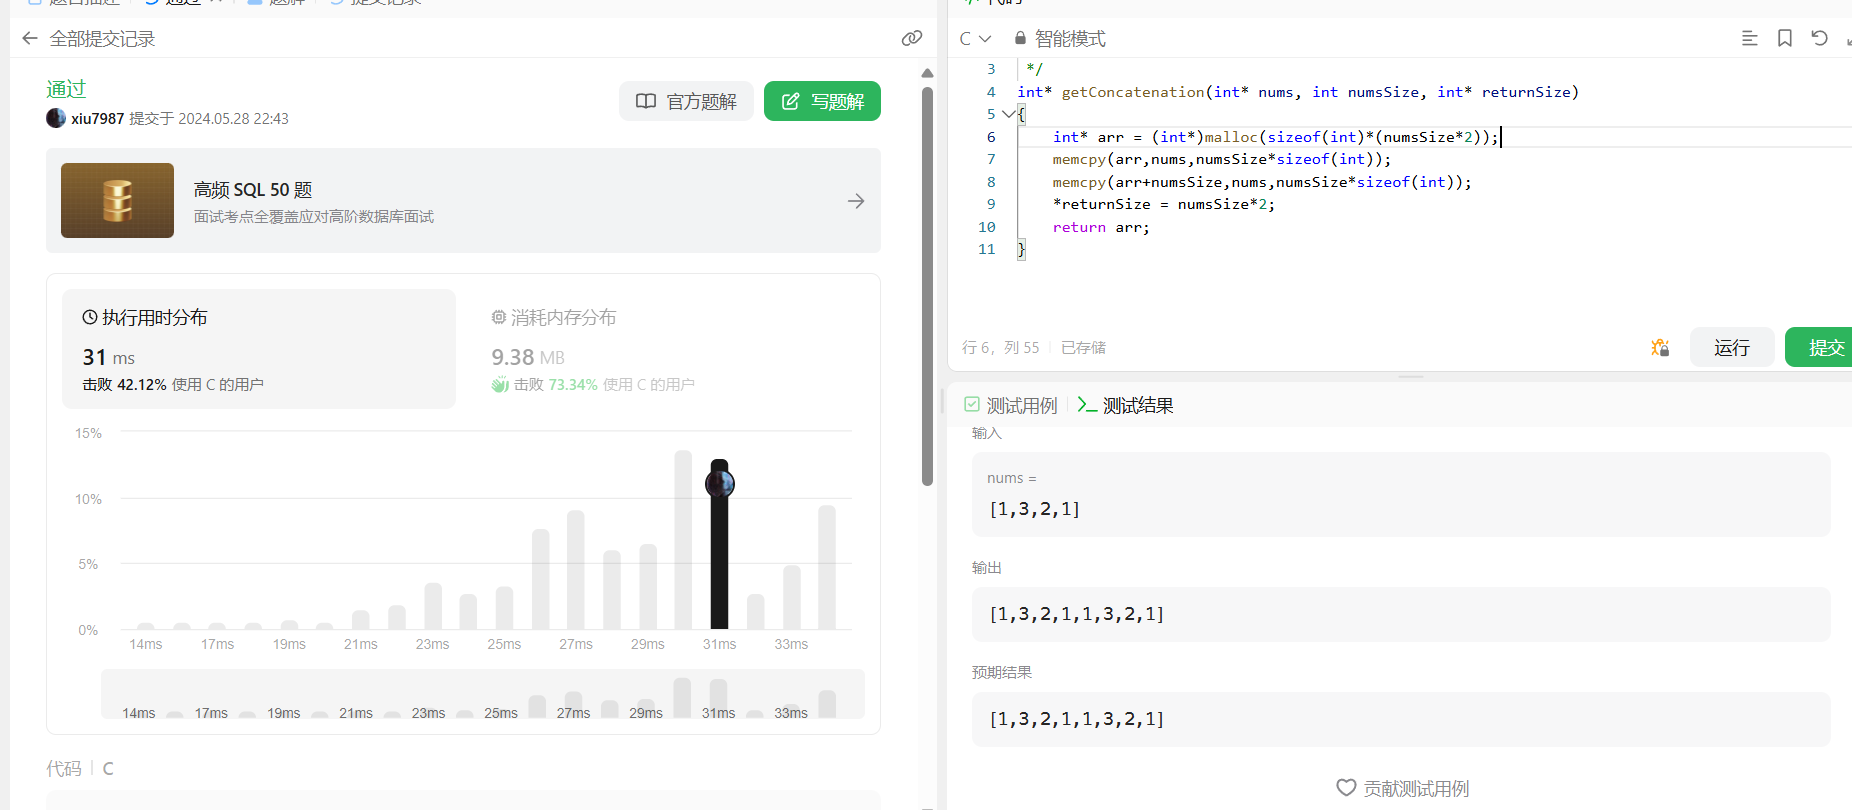 全部提交记录
通过
xiu7987 提交于 2024.05.28 22:43
官方题解
写题解
高频 SQL 50 题
面试考点全覆盖应对高阶数据库面试
执行用时分布
31 ms
击败 42.12% 使用 C 的用户
消耗内存分布
9.38 MB
击败 73.34% 使用 C 的用户
15%
10%
5%
0%
14ms 17ms 19ms 21ms 23ms 25ms 27ms 29ms 31ms 33ms
14ms 17ms 19ms 21ms 23ms 25ms 27ms 29ms 31ms 33ms
代码 | C
C 智能模式
3 */
4 int* getConcatenation(int* nums, int numsSize, int* returnSize)
5 {
6 int* arr = (int*)malloc(sizeof(int)*(numsSize*2));
7 memcpy(arr,nums,numsSize*sizeof(int));
8 memcpy(arr+numsSize,nums,numsSize*sizeof(int));
9 *returnSize = numsSize*2;
10 return arr;
11 }
行 6, 列 55 | 已存储
运行
提交
测试用例 | >_ 测试结果
输入
nums =
[1,3,2,1]
输出
[1,3,2,1,1,3,2,1]
预期结果
[1,3,2,1,1,3,2,1]
贡献测试用例